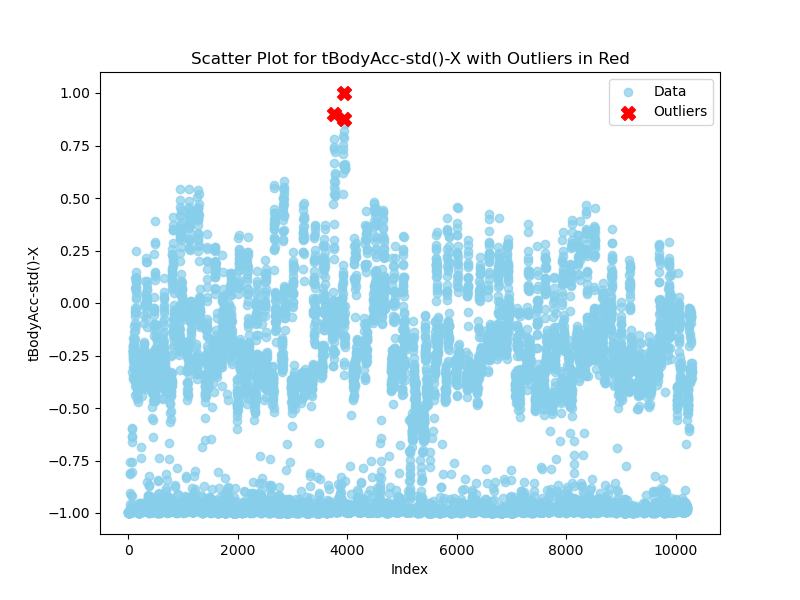 Scatter Plot for tBodyAcc-std()-X with Outliers in Red
Data
Outliers
tBodyAcc-std()-X
1.00
0.75
0.50
0.25
0.00
−0.25
−0.50
−0.75
−1.00
0 2000 4000 6000 8000 10000
Index